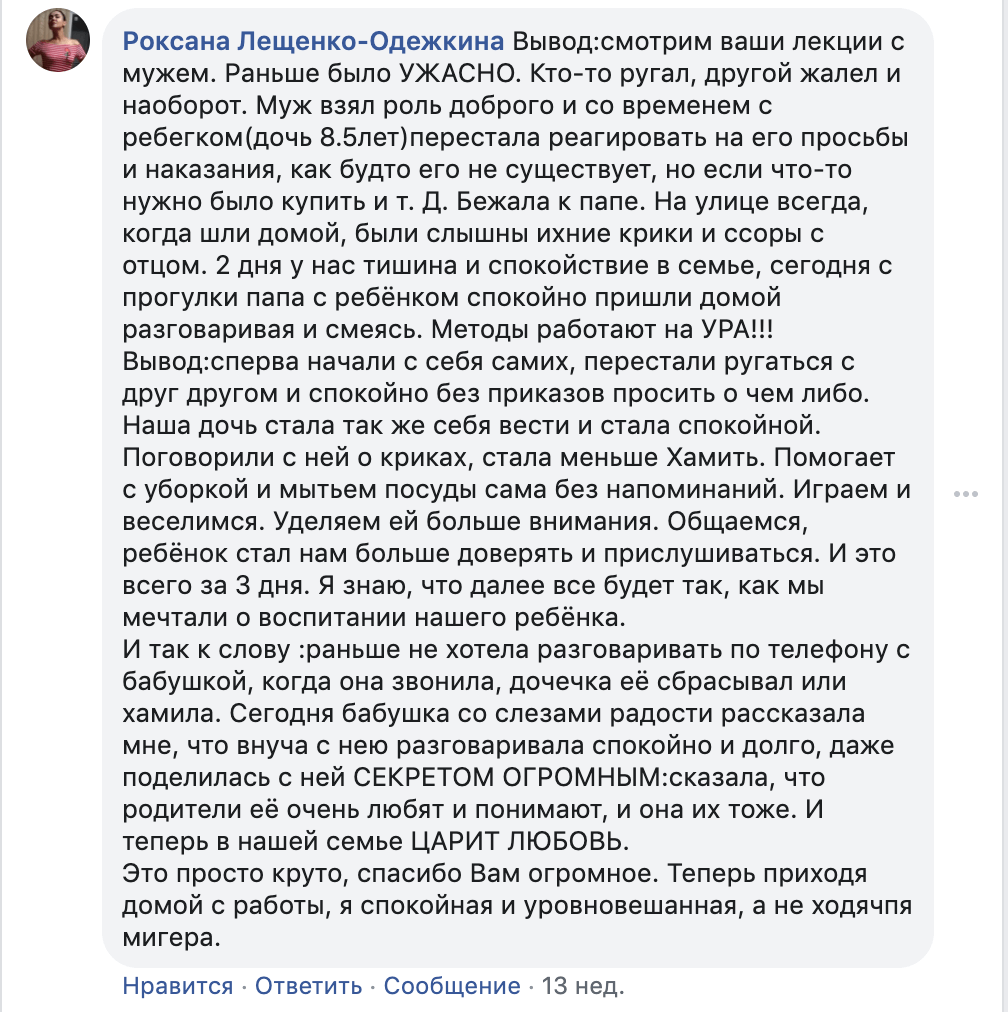 Роксана Лещенко-Одежкина Вывод:смотрим ваши лекции с
мужем. Раньше было УЖАСНО. Кто-то ругал, другой жалел и
наоборот. Муж взял роль доброго и со временем с
ребегком(дочь 8.5лет)перестала реагировать на его просьбы
и наказания, как будто его не существует, но если что-то
нужно было купить и т. Д. Бежала к папе. На улице всегда,
когда шли домой, были слышны ихние крики и ссоры с
отцом. 2 дня у нас тишина и спокойствие в семье, сегодня с
прогулки папа с ребёнком спокойно пришли домой
разговаривая и смеясь. Методы работают на УРА!!!
Вывод:сперва начали с себя самих, перестали ругаться с
друг другом и спокойно без приказов просить о чем либо.
Наша дочь стала так же себя вести и стала спокойной.
Поговорили с ней о криках, стала меньше Хамить. Помогает
с уборкой и мытьем посуды сама без напоминаний. Играем и
веселимся. Уделяем ей больше внимания. Общаемся,
ребёнок стал нам больше доверять и прислушиваться. И это
всего за 3 дня. Я знаю, что далее все будет так, как мы
мечтали о воспитании нашего ребёнка.
И так к слову :раньше не хотела разговаривать по телефону с
бабушкой, когда она звонила, дочечка её сбрасывал или
хамила. Сегодня бабушка со слезами радости рассказала
мне, что внуча с нею разговаривала спокойно и долго, даже
поделилась с ней СЕКРЕТОМ ОГРОМНЫМ:сказала, что
родители её очень любят и понимают, и она их тоже. И
теперь в нашей семье ЦАРИТ ЛЮБОВЬ.
Это просто круто, спасибо Вам огромное. Теперь приходя
домой с работы, я спокойная и уровновешанная, а не ходячпя
мигера.
Нравится · Ответить · Сообщение · 13 нед.